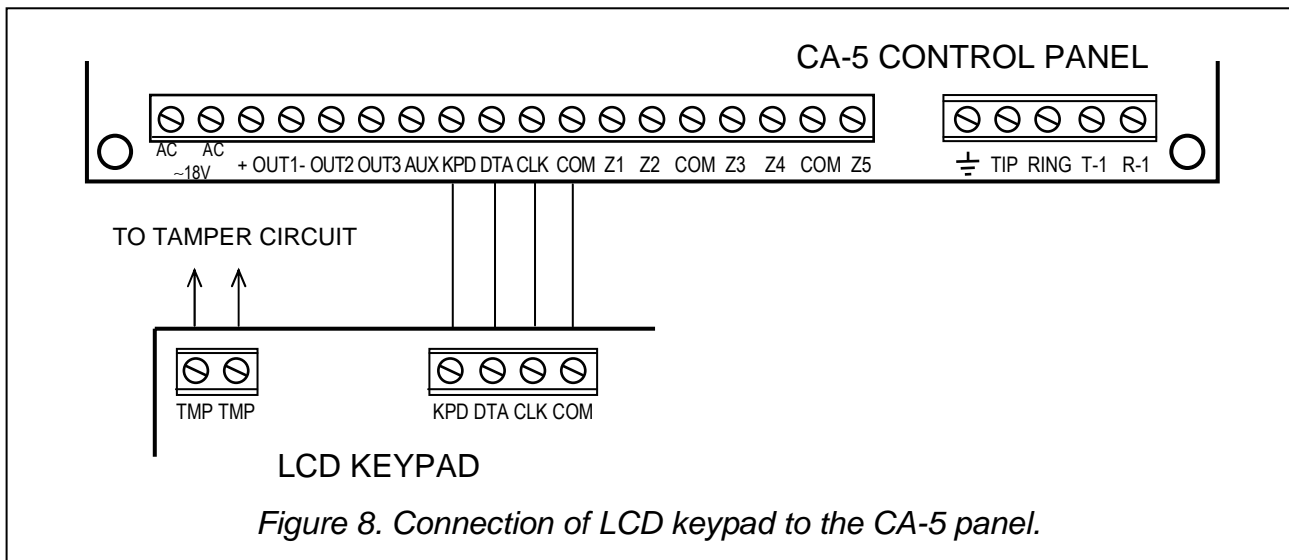 CA-5 CONTROL PANEL
AC AC
~18V
+ OUT1- OUT2 OUT3 AUX KPD DTA CLK COM Z1 Z2 COM Z3 Z4 COM Z5
TIP RING T-1 R-1
TO TAMPER CIRCUIT
TMP TMP
KPD DTA CLK COM
LCD KEYPAD
Figure 8. Connection of LCD keypad to the CA-5 panel.